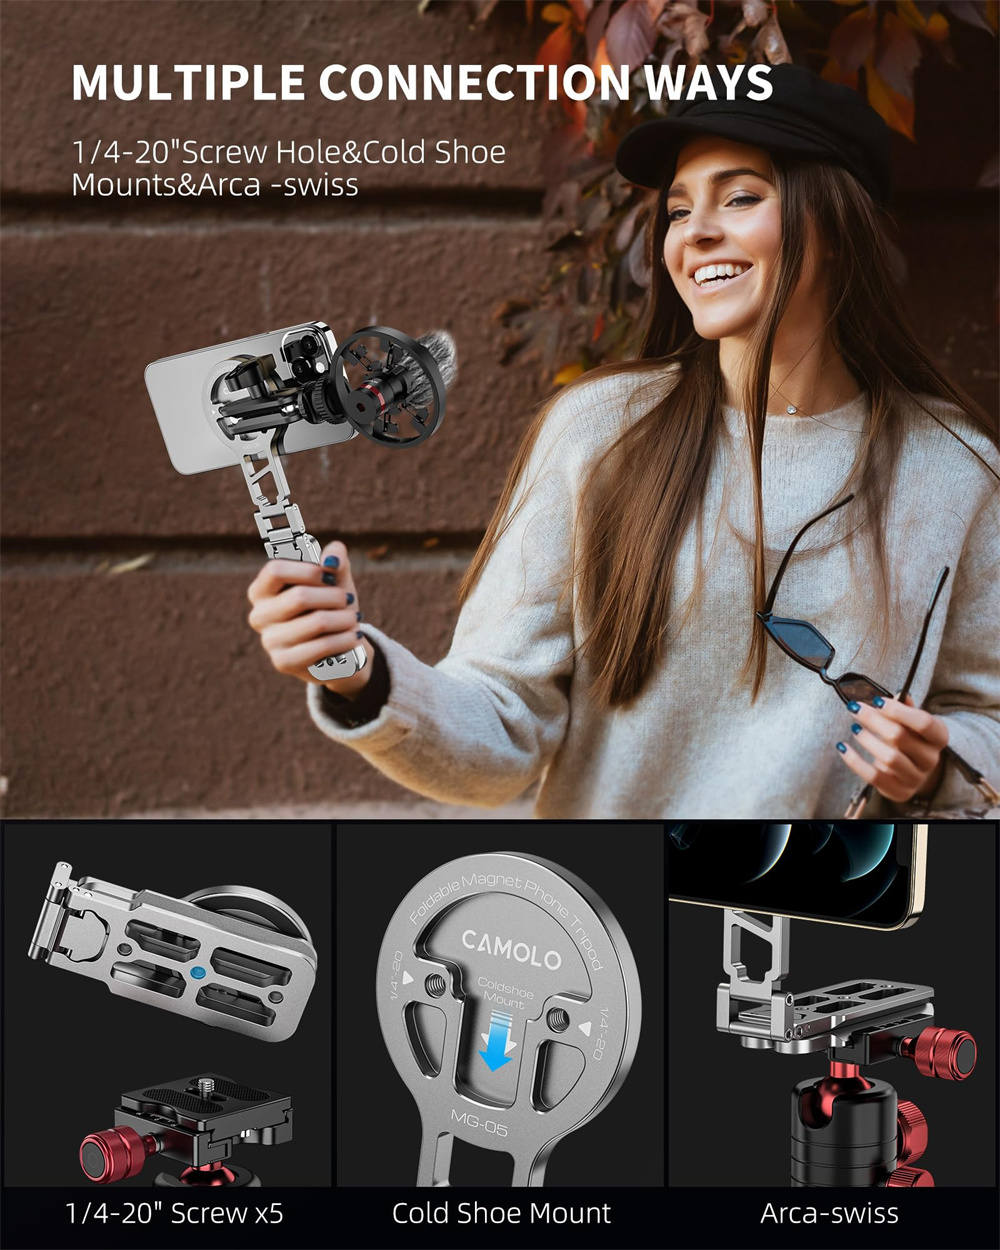 MULTIPLE CONNECTION WAYS
1/4-20"Screw Hole&Cold Shoe
Mounts&Arca -swiss
Foldable Magnet Phone Tripod
CAMOLO
1/4"-20
Coldshoe
Mount
1/4"-20
MG-05
1/4-20" Screw x5
Cold Shoe Mount
Arca-swiss